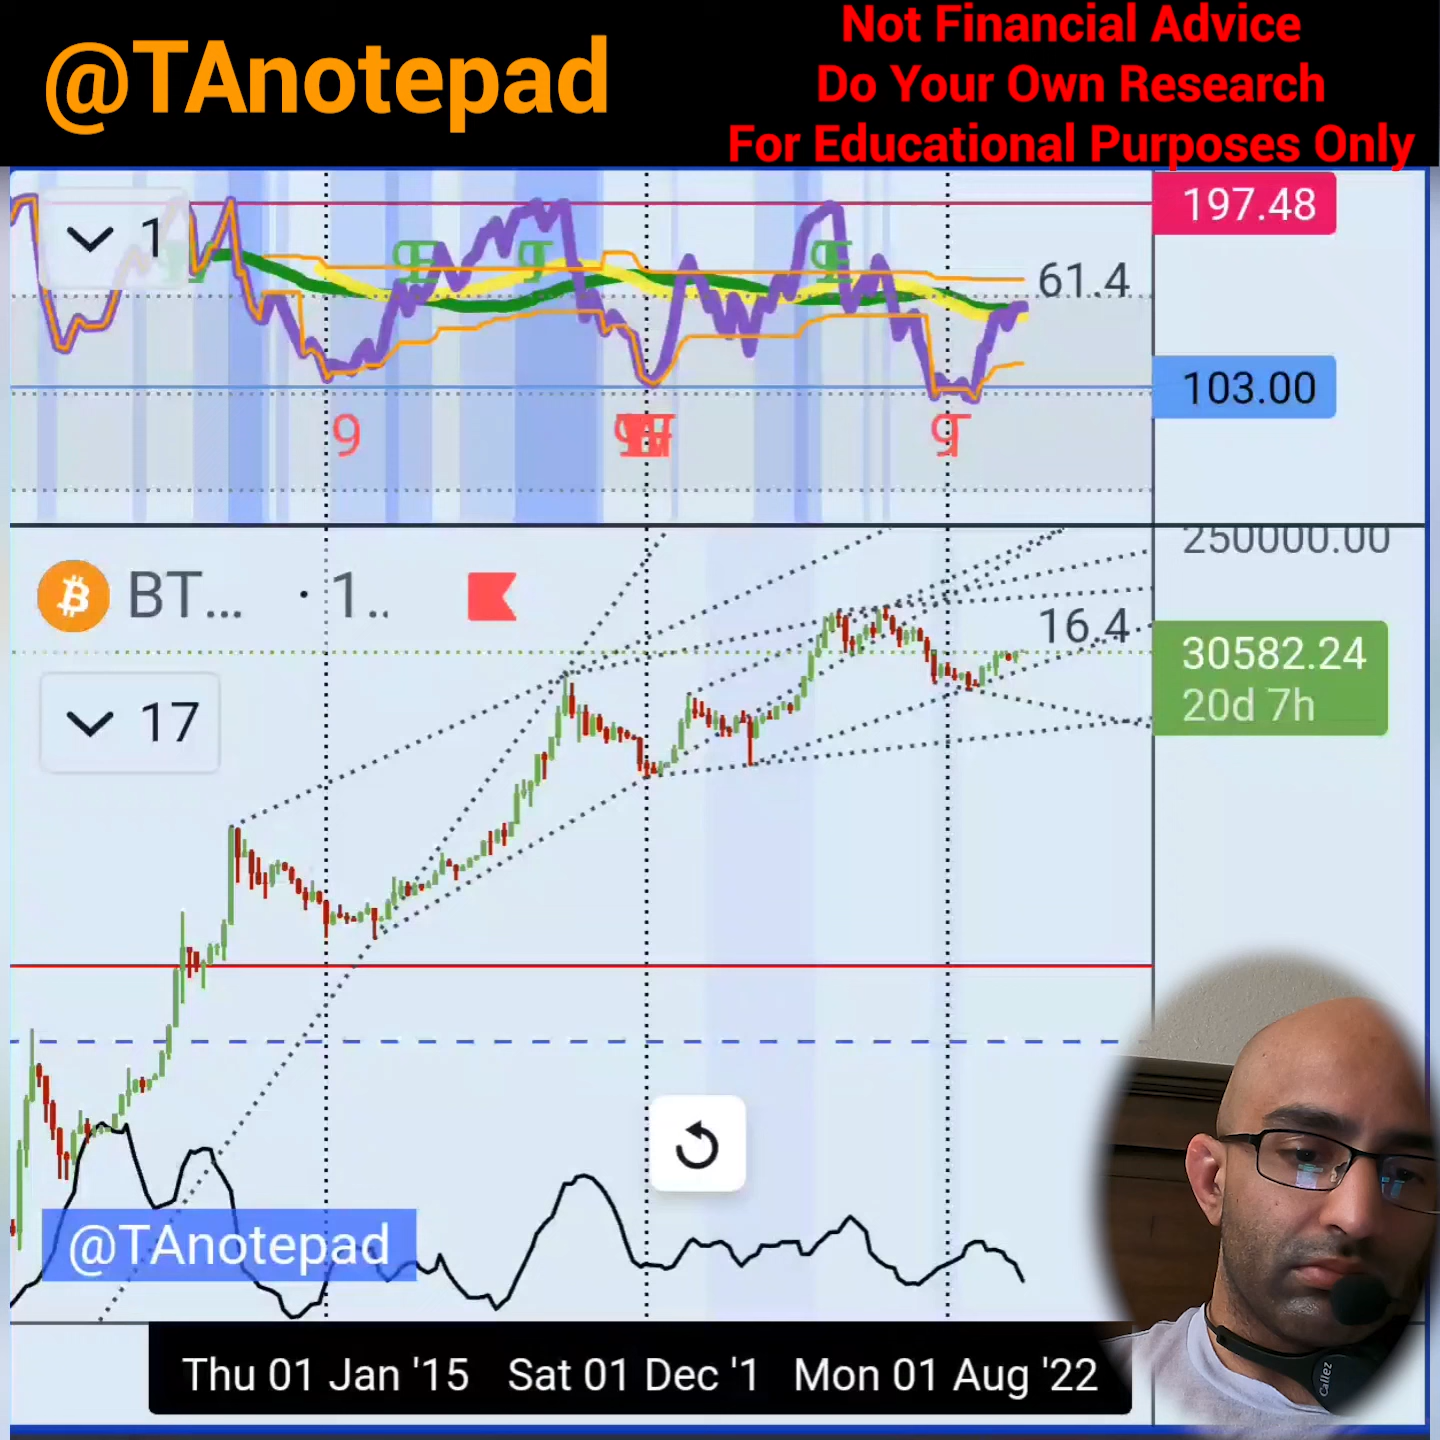 @TAnotepad
Not Financial Advice
Do Your Own Research
For Educational Purposes Only
1
197.48
61.4
103.00
9
250000.00
BT... · 1..
16.4
30582.24
20d 7h
17
@TAnotepad
Thu 01 Jan '15 Sat 01 Dec '1 Mon 01 Aug '22
Callez